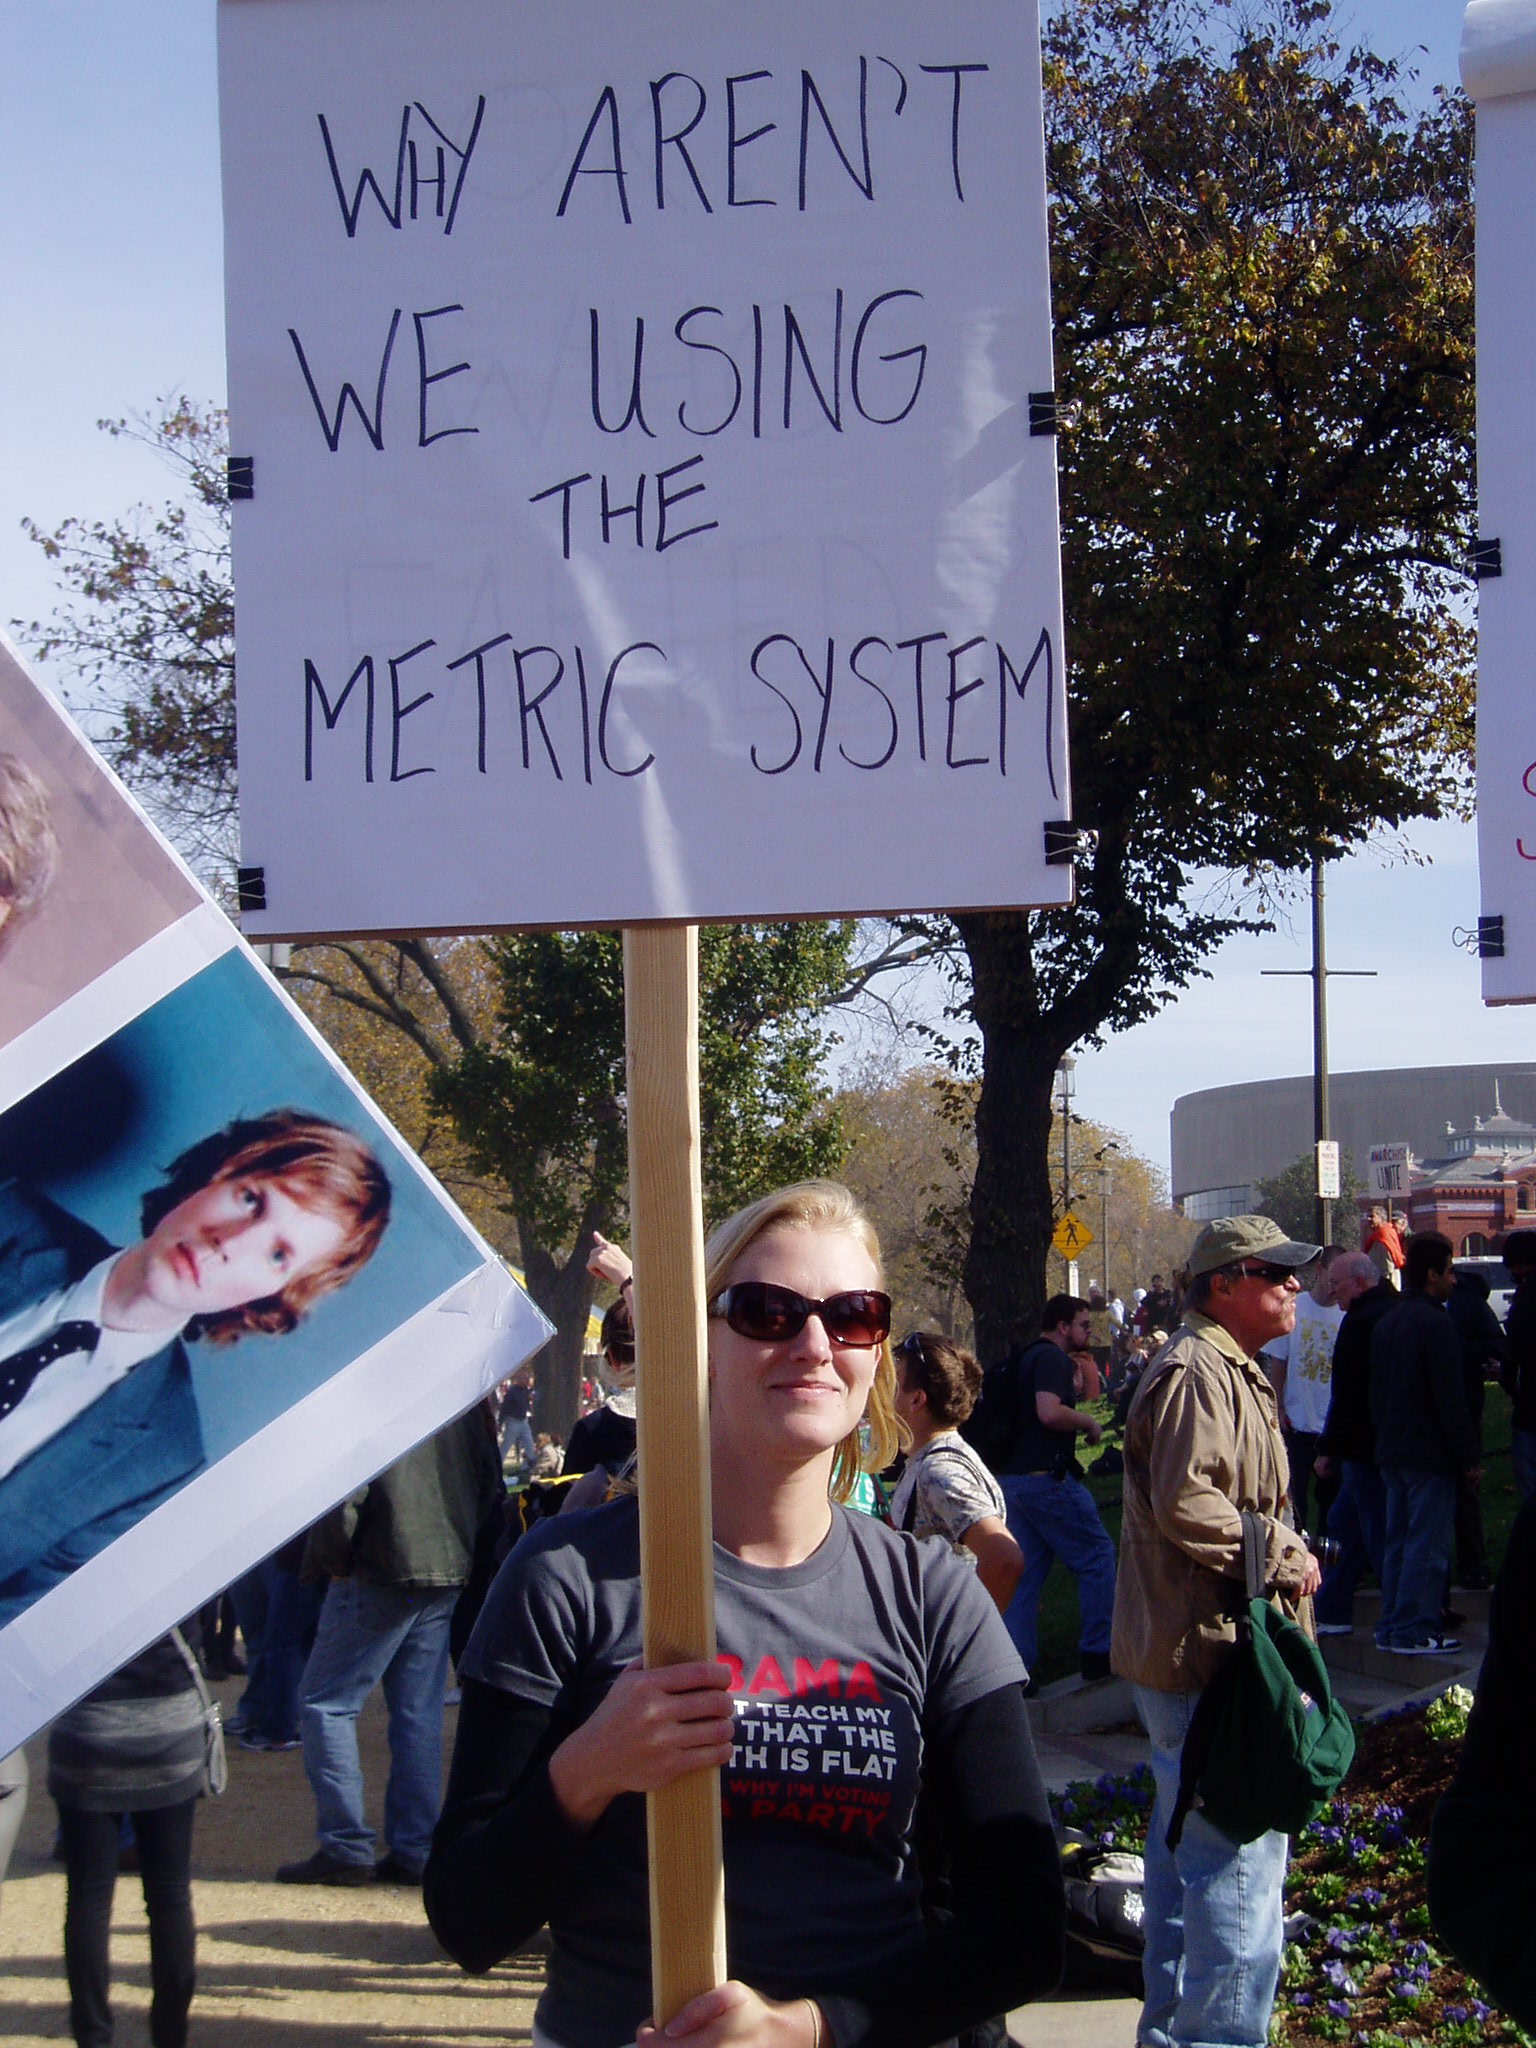 WHY AREN'T
WE USING
THE
METRIC SYSTEM
ANARCHISTS
UNITE
BAMA
T TEACH MY
THAT THE
TH IS FLAT
WHY I'M VOTING
A PARTY